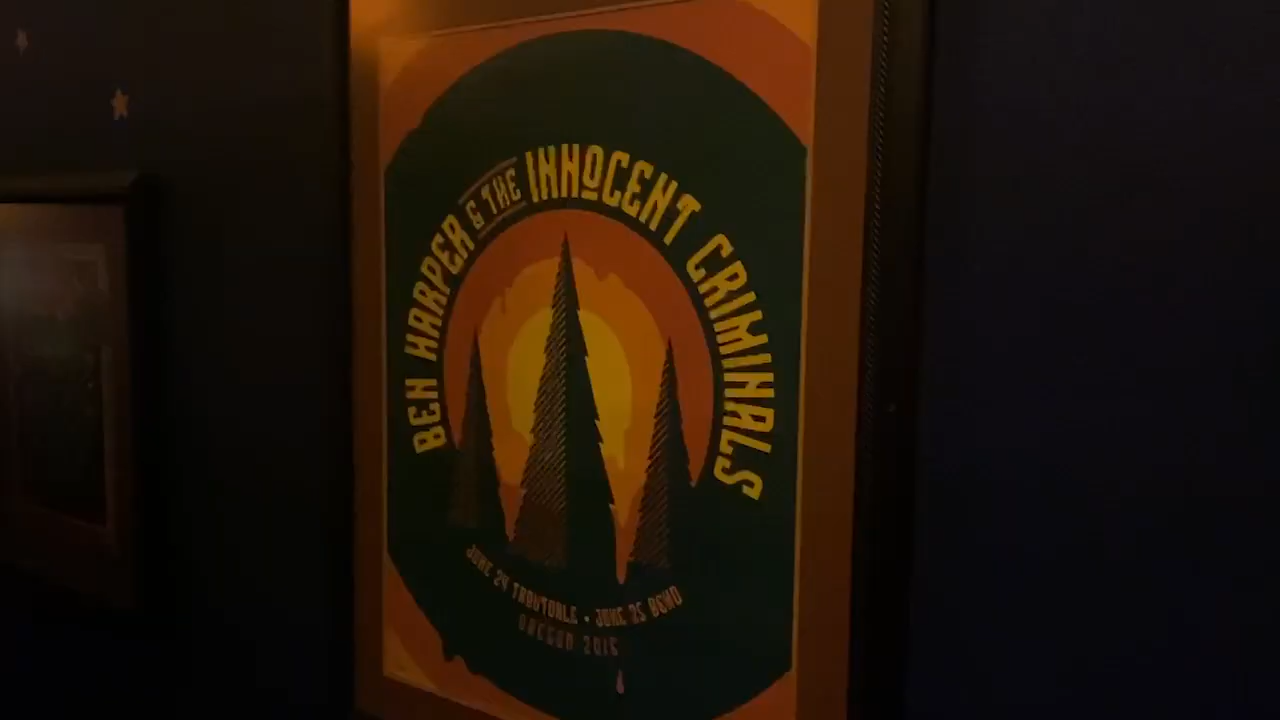 BEN HARPER & THE INNOCENT CRIMINALS
JUNE 24 TROUTDALE • JUNE 25 BEND
OREGON 2016